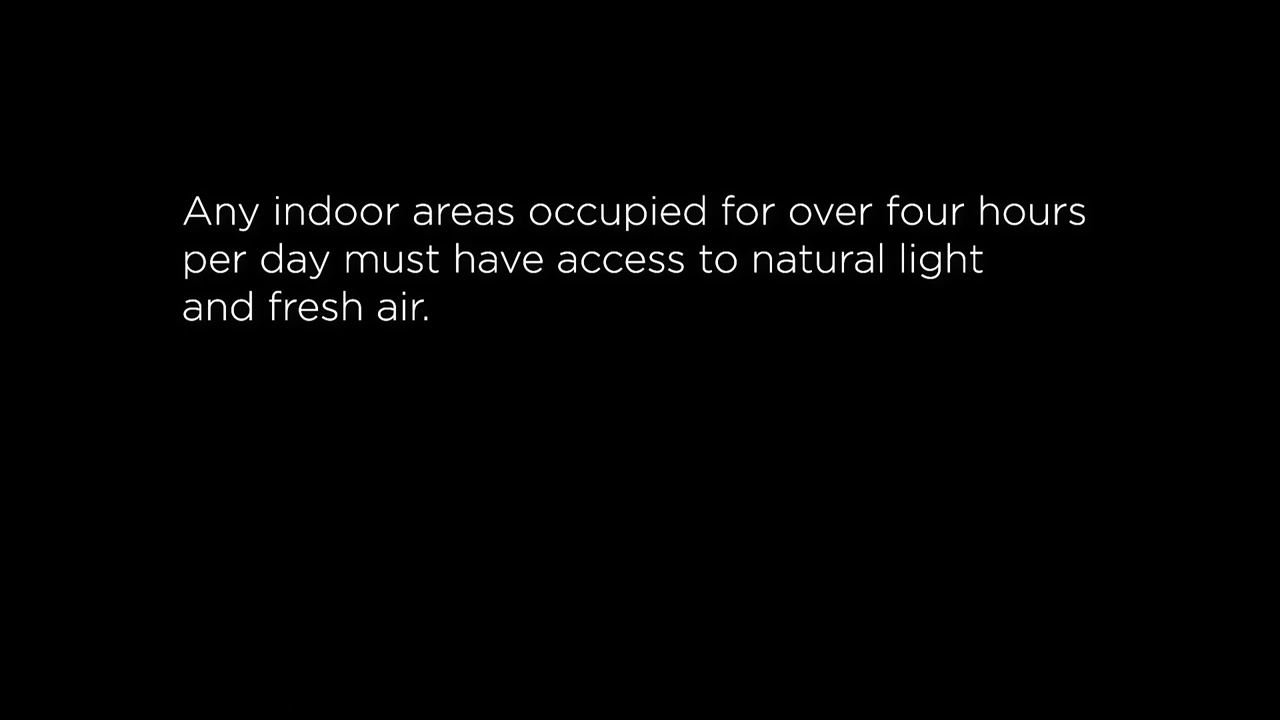 Any indoor areas occupied for over four hours
per day must have access to natural light
and fresh air.